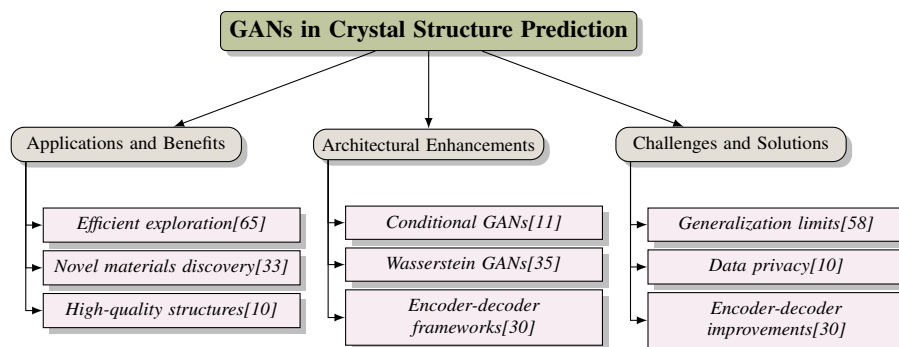 GANs in Crystal Structure Prediction
Applications and Benefits
Efficient exploration[65]
Novel materials discovery[33]
High-quality structures[10]
Architectural Enhancements
Conditional GANs[11]
Wasserstein GANs[35]
Encoder-decoder
frameworks[30]
Challenges and Solutions
Generalization limits[58]
Data privacy[10]
Encoder-decoder
improvements[30]